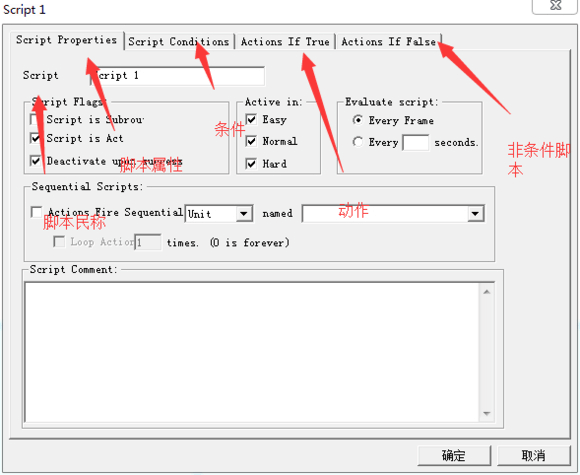 Script 1
Script Properties
Script Conditions
Actions If True
Actions If False
Script
Script 1
Script Flags
Active in:
Evaluate script:
Script is Subrou
Easy
Every Frame
条件
Script is Act
Normal
Every
seconds.
非条件脚
本
Deactivate upon success
脚本属性
Hard
Sequential Scripts:
Actions Fire Sequential
Unit
named
动作
脚本民称
Loop Action
1
times. (0 is forever)
Script Comment:
确定
取消